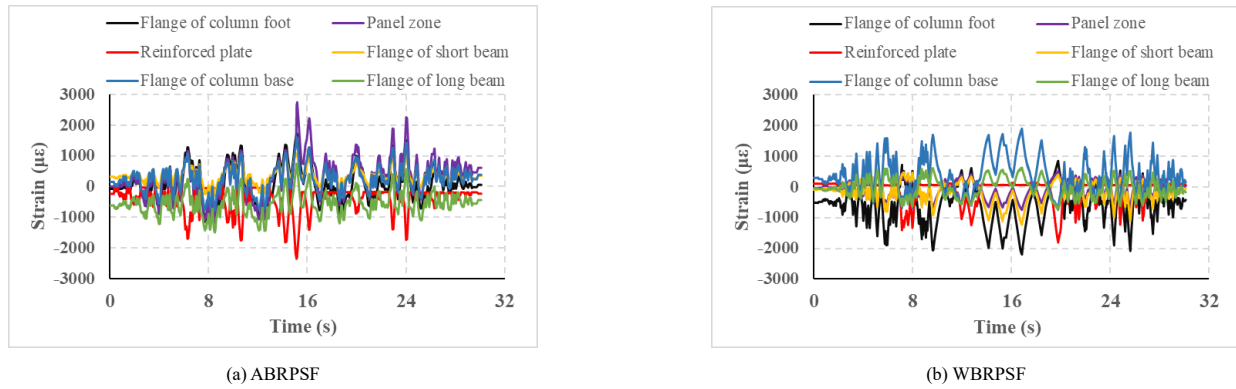 Flange of column foot Panel zone
Reinforced plate Flange of short beam
Flange of column base Flange of long beam
3000
2000
1000
0
-1000
-2000
-3000
Strain (με)
0 8 16 24 32
Time (s)
(a) ABRPSF
Flange of column foot Panel zone
Reinforced plate Flange of short beam
Flange of column base Flange of long beam
3000
2000
1000
0
-1000
-2000
-3000
Strain (με)
0 8 16 24 32
Time (s)
(b) WBRPSF